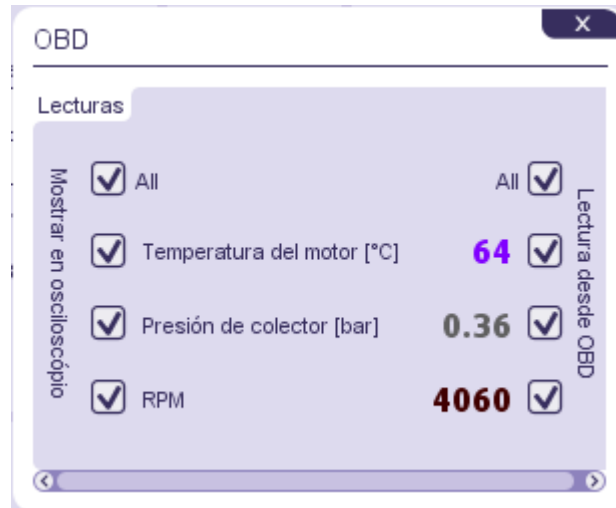 OBD
X
Lecturas
Mostrar en osciloscópio
All
All
Temperatura del motor [°C]
64
Presión de colector [bar]
0.36
RPM
4060
Lectura desde OBD